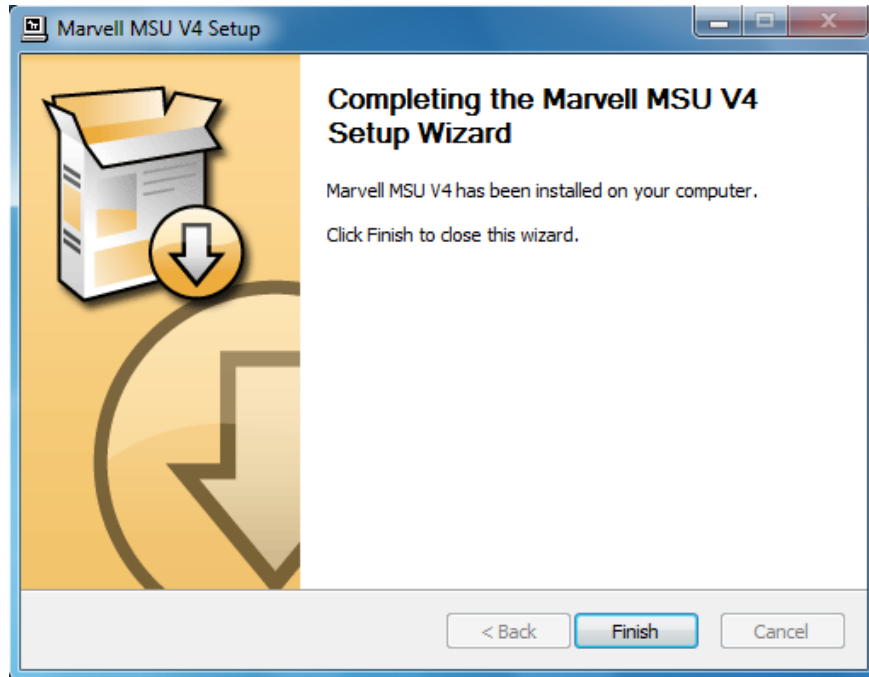 Marvell MSU V4 Setup
Completing the Marvell MSU V4
Setup Wizard
Marvell MSU V4 has been installed on your computer.
Click Finish to close this wizard.
< Back
Finish
Cancel